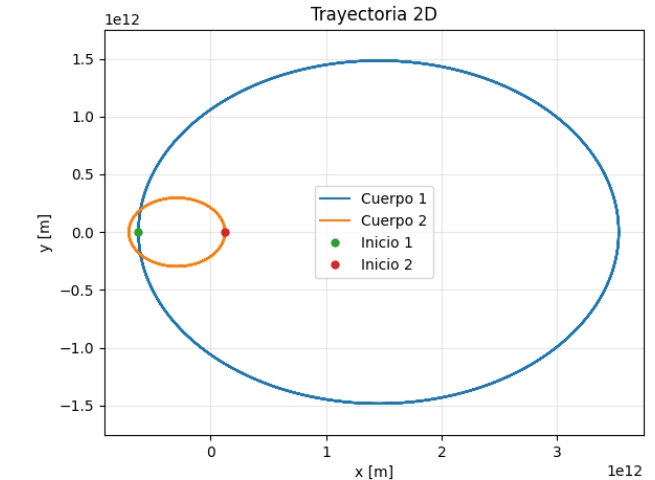 Trayectoria 2D
1e12
1.5
1.0
0.5
0.0
−0.5
−1.0
−1.5
y [m]
Cuerpo 1
Cuerpo 2
Inicio 1
Inicio 2
0
1
2
3
x [m]
1e12